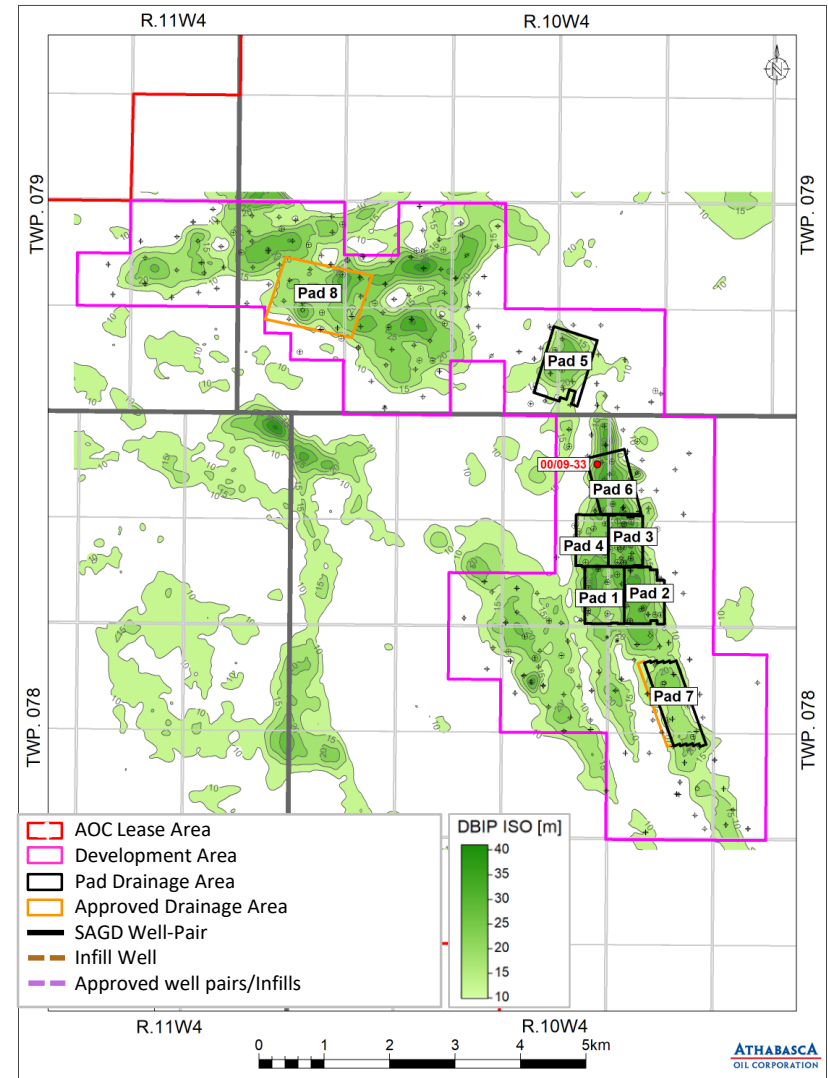 R.11W4 R.10W4
N
TWP. 079 TWP. 079
Pad 8
Pad 5
00/09-33
Pad 6
Pad 4 Pad 3
Pad 1 Pad 2
Pad 7
TWP. 078 TWP. 078
AOC Lease Area
Development Area
Pad Drainage Area
Approved Drainage Area
SAGD Well-Pair
Infill Well
Approved well pairs/Infills
DBIP ISO [m]
40
35
30
25
20
15
10
R.11W4 R.10W4
0 1 2 3 4 5km
ATHABASCA
OIL CORPORATION